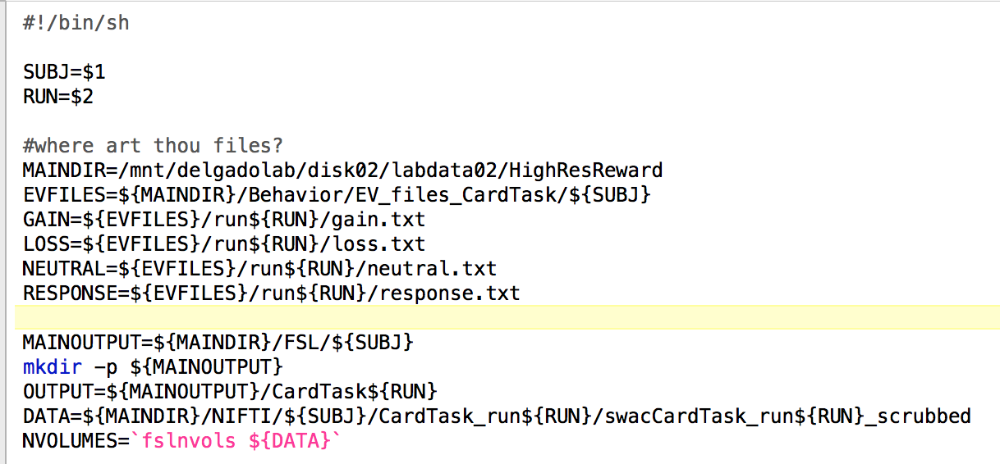 #!/bin/sh
SUBJ=$1
RUN=$2
#where art thou files?
MAINDIR=/mnt/delgadolab/disk02/labdata02/HighResReward
EVFILES=${MAINDIR}/Behavior/EV_files_CardTask/${SUBJ}
GAIN=${EVFILES}/run${RUN}/gain.txt
LOSS=${EVFILES}/run${RUN}/loss.txt
NEUTRAL=${EVFILES}/run${RUN}/neutral.txt
RESPONSE=${EVFILES}/run${RUN}/response.txt
MAINOUTPUT=${MAINDIR}/FSL/${SUBJ}
mkdir -p ${MAINOUTPUT}
OUTPUT=${MAINOUTPUT}/CardTask${RUN}
DATA=${MAINDIR}/NIFTI/${SUBJ}/CardTask_run${RUN}/swacCardTask_run${RUN}_scrubbed
NVOLUMES=`fslnvols ${DATA}`